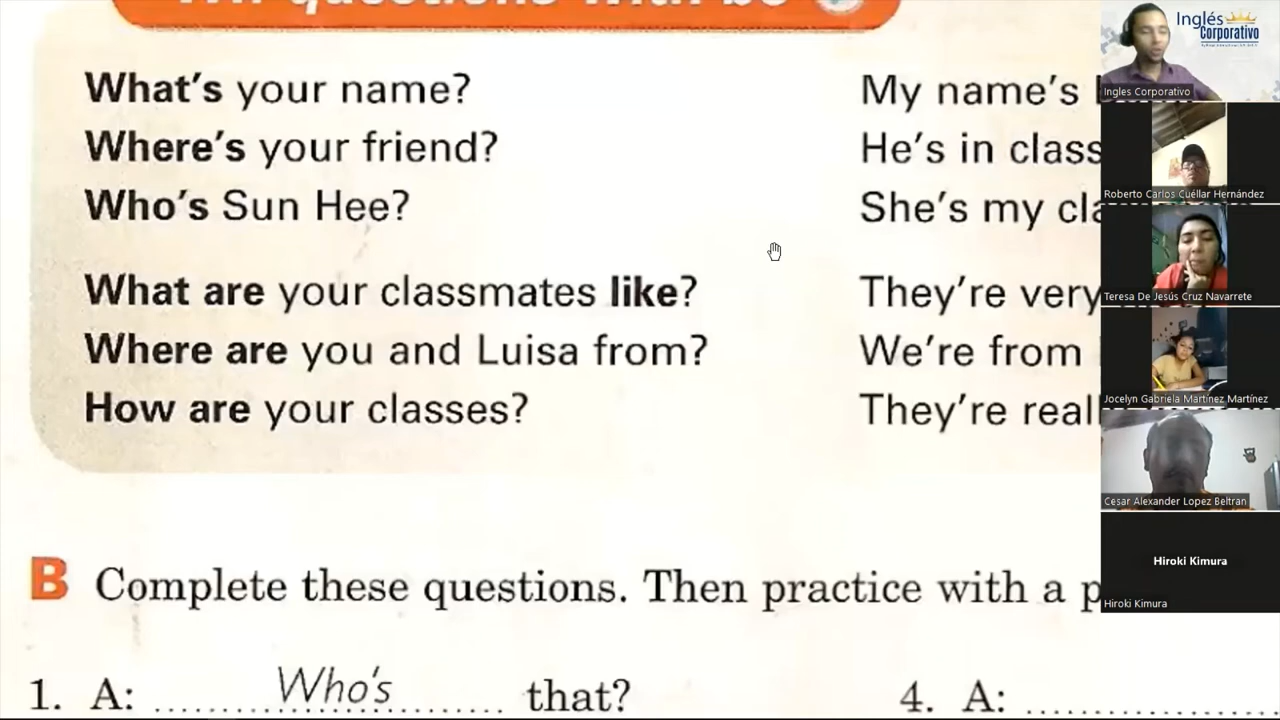 Wh-questions with be
What's your name?
Where's your friend?
Who's Sun Hee?
What are your classmates like?
Where are you and Luisa from?
How are your classes?
My name's
He's in class
She's my cla
They're very
We're from
They're real
B Complete these questions. Then practice with a p
1. A: Who's that?
4. A:
Inglés
Corporativo
Ingles Corporativo
Roberto Carlos Cuéllar Hernández
Teresa De Jesús Cruz Navarrete
Jocelyn Gabriela Martínez Martínez
Cesar Alexander Lopez Beltran
Hiroki Kimura
Hiroki Kimura